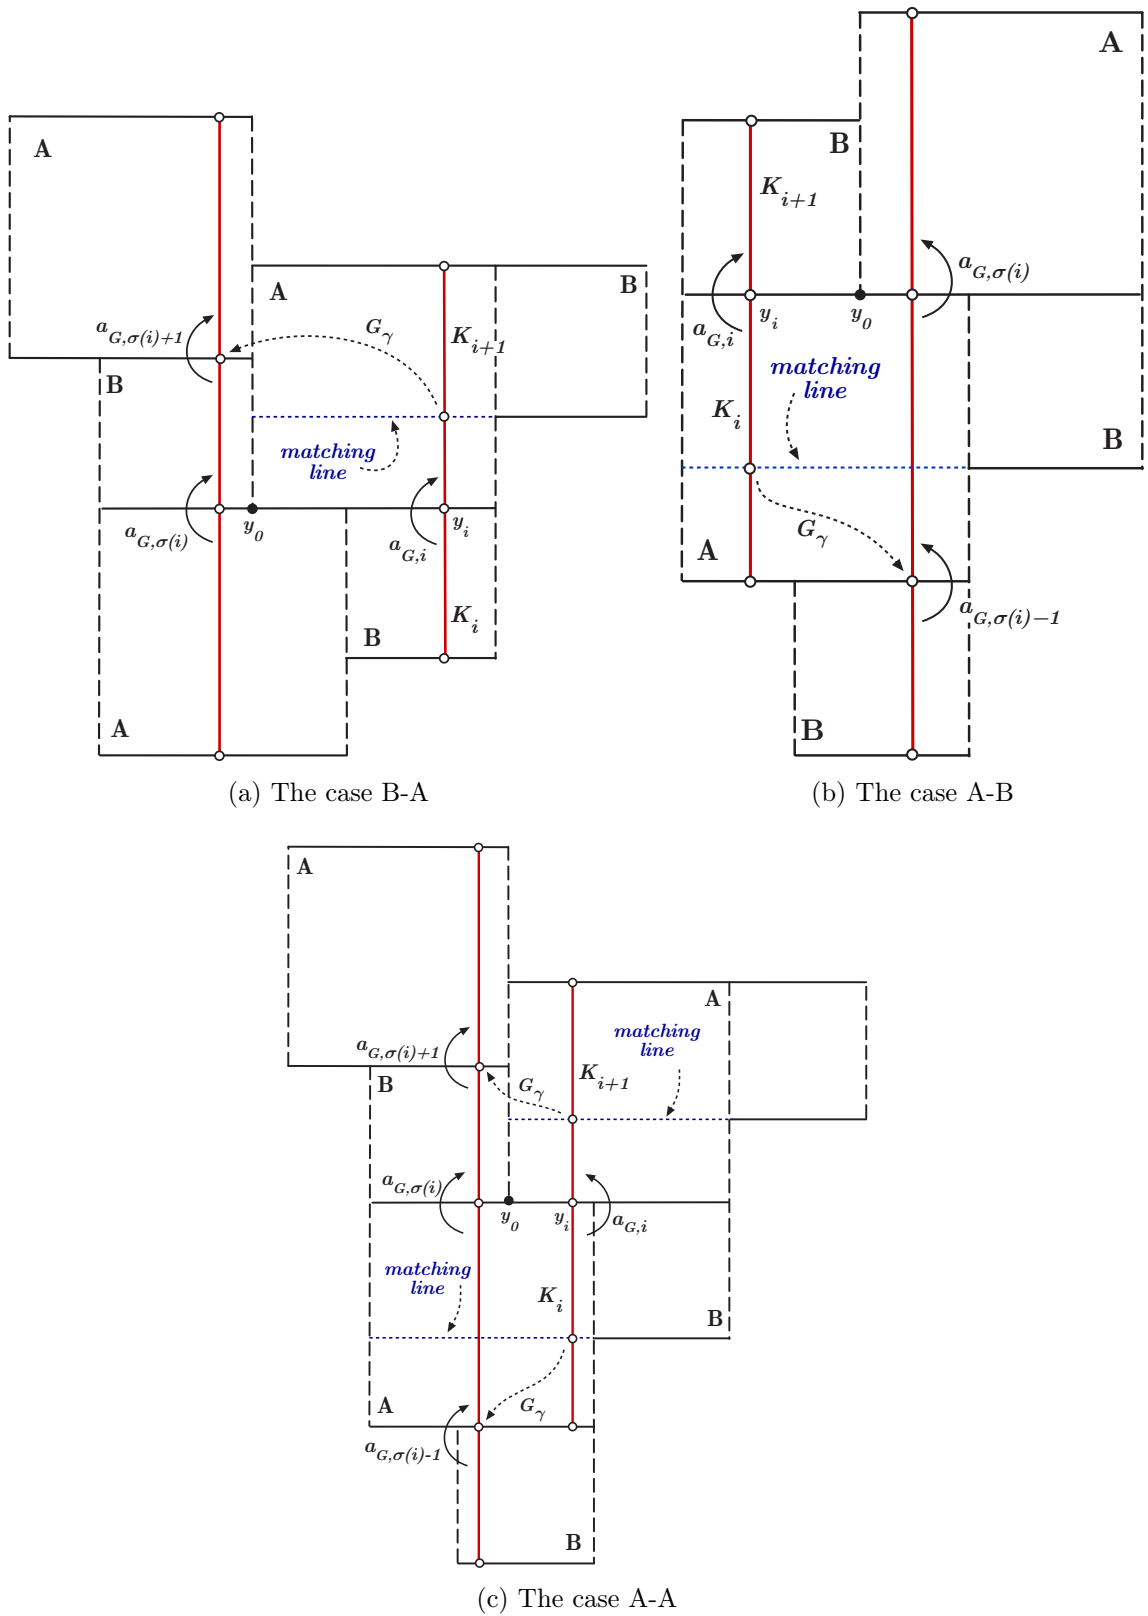 A
A
B
a_{G,σ(i)+1}
G_γ
K_{i+1}
B
matching
line
a_{G,σ(i)}
y_0
a_{G,i}
y_i
K_i
B
A
(a) The case B-A
A
B
K_{i+1}
a_{G,σ(i)}
a_{G,i}
y_i
y_0
matching
line
K_i
B
G_γ
A
a_{G,σ(i)-1}
B
(b) The case A-B
A
A
matching
line
a_{G,σ(i)+1}
B
G_γ
K_{i+1}
a_{G,σ(i)}
y_0
y_i
a_{G,i}
matching
line
K_i
B
A
G_γ
a_{G,σ(i)-1}
B
(c) The case A-A